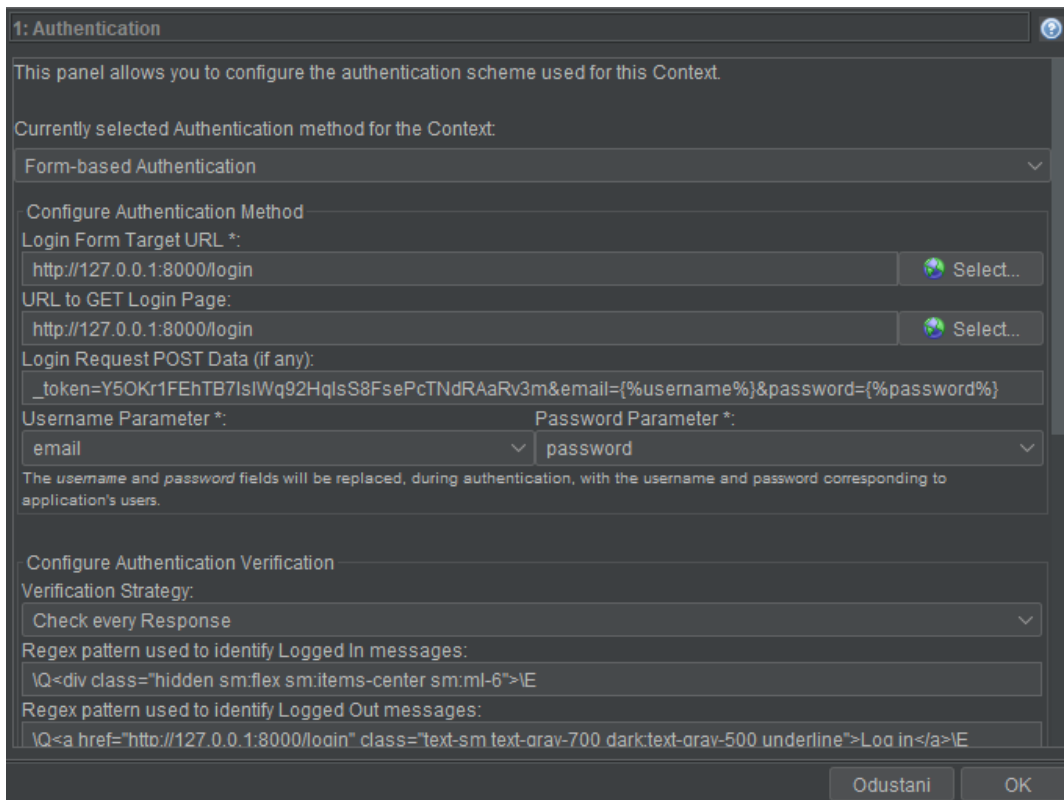 1: Authentication
This panel allows you to configure the authentication scheme used for this Context.
Currently selected Authentication method for the Context:
Form-based Authentication
Configure Authentication Method
Login Form Target URL *:
http://127.0.0.1:8000/login Select...
URL to GET Login Page:
http://127.0.0.1:8000/login Select...
Login Request POST Data (if any):
_token=Y5OKr1FEhTB7IsIWq92HqIsS8FsePcTNdRAaRv3m&email={%username%}&password={%password%}
Username Parameter *: Password Parameter *:
email password
The username and password fields will be replaced, during authentication, with the username and password corresponding to
application's users.
Configure Authentication Verification
Verification Strategy:
Check every Response
Regex pattern used to identify Logged In messages:
\Q<div class="hidden sm:flex sm:items-center sm:ml-6">\E
Regex pattern used to identify Logged Out messages:
\Q<a href="http://127.0.0.1:8000/login" class="text-sm text-gray-700 dark:text-gray-500 underline">Log in</a>\E
Odustani OK